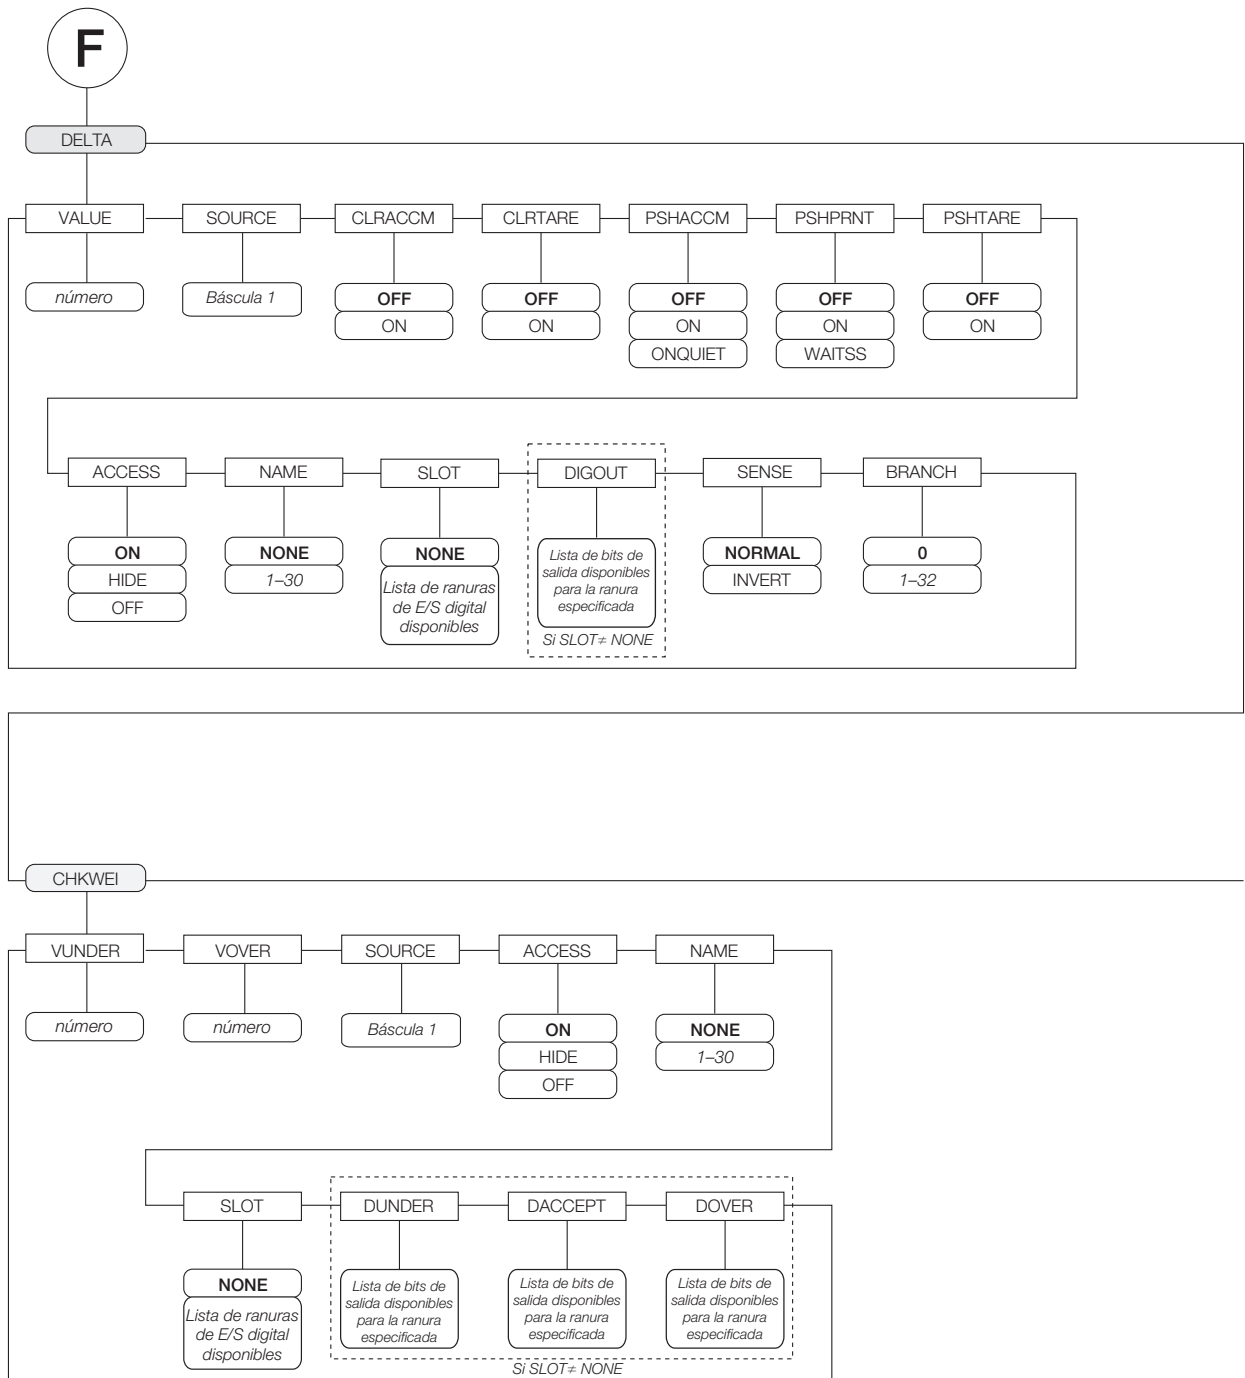 F
DELTA
VALUE SOURCE CLRACCM CLRTARE PSHACCM PSHPRNT PSHTARE
número Báscula 1 OFF OFF OFF OFF OFF
ON ON ON ON ON
ONQUIET WAITSS
ACCESS NAME SLOT DIGOUT SENSE BRANCH
ON
HIDE
OFF
NONE
1–30
NONE
Lista de ranuras
de E/S digital
disponibles
Lista de bits de
salida disponibles
para la ranura
especificada
Si SLOT≠ NONE
NORMAL
INVERT
0
1–32
CHKWEI
VUNDER VOVER SOURCE ACCESS NAME
número número Báscula 1
ON
HIDE
OFF
NONE
1–30
SLOT DUNDER DACCEPT DOVER
NONE
Lista de ranuras
de E/S digital
disponibles
Lista de bits de
salida disponibles
para la ranura
especificada
Lista de bits de
salida disponibles
para la ranura
especificada
Lista de bits de
salida disponibles
para la ranura
especificada
Si SLOT≠ NONE